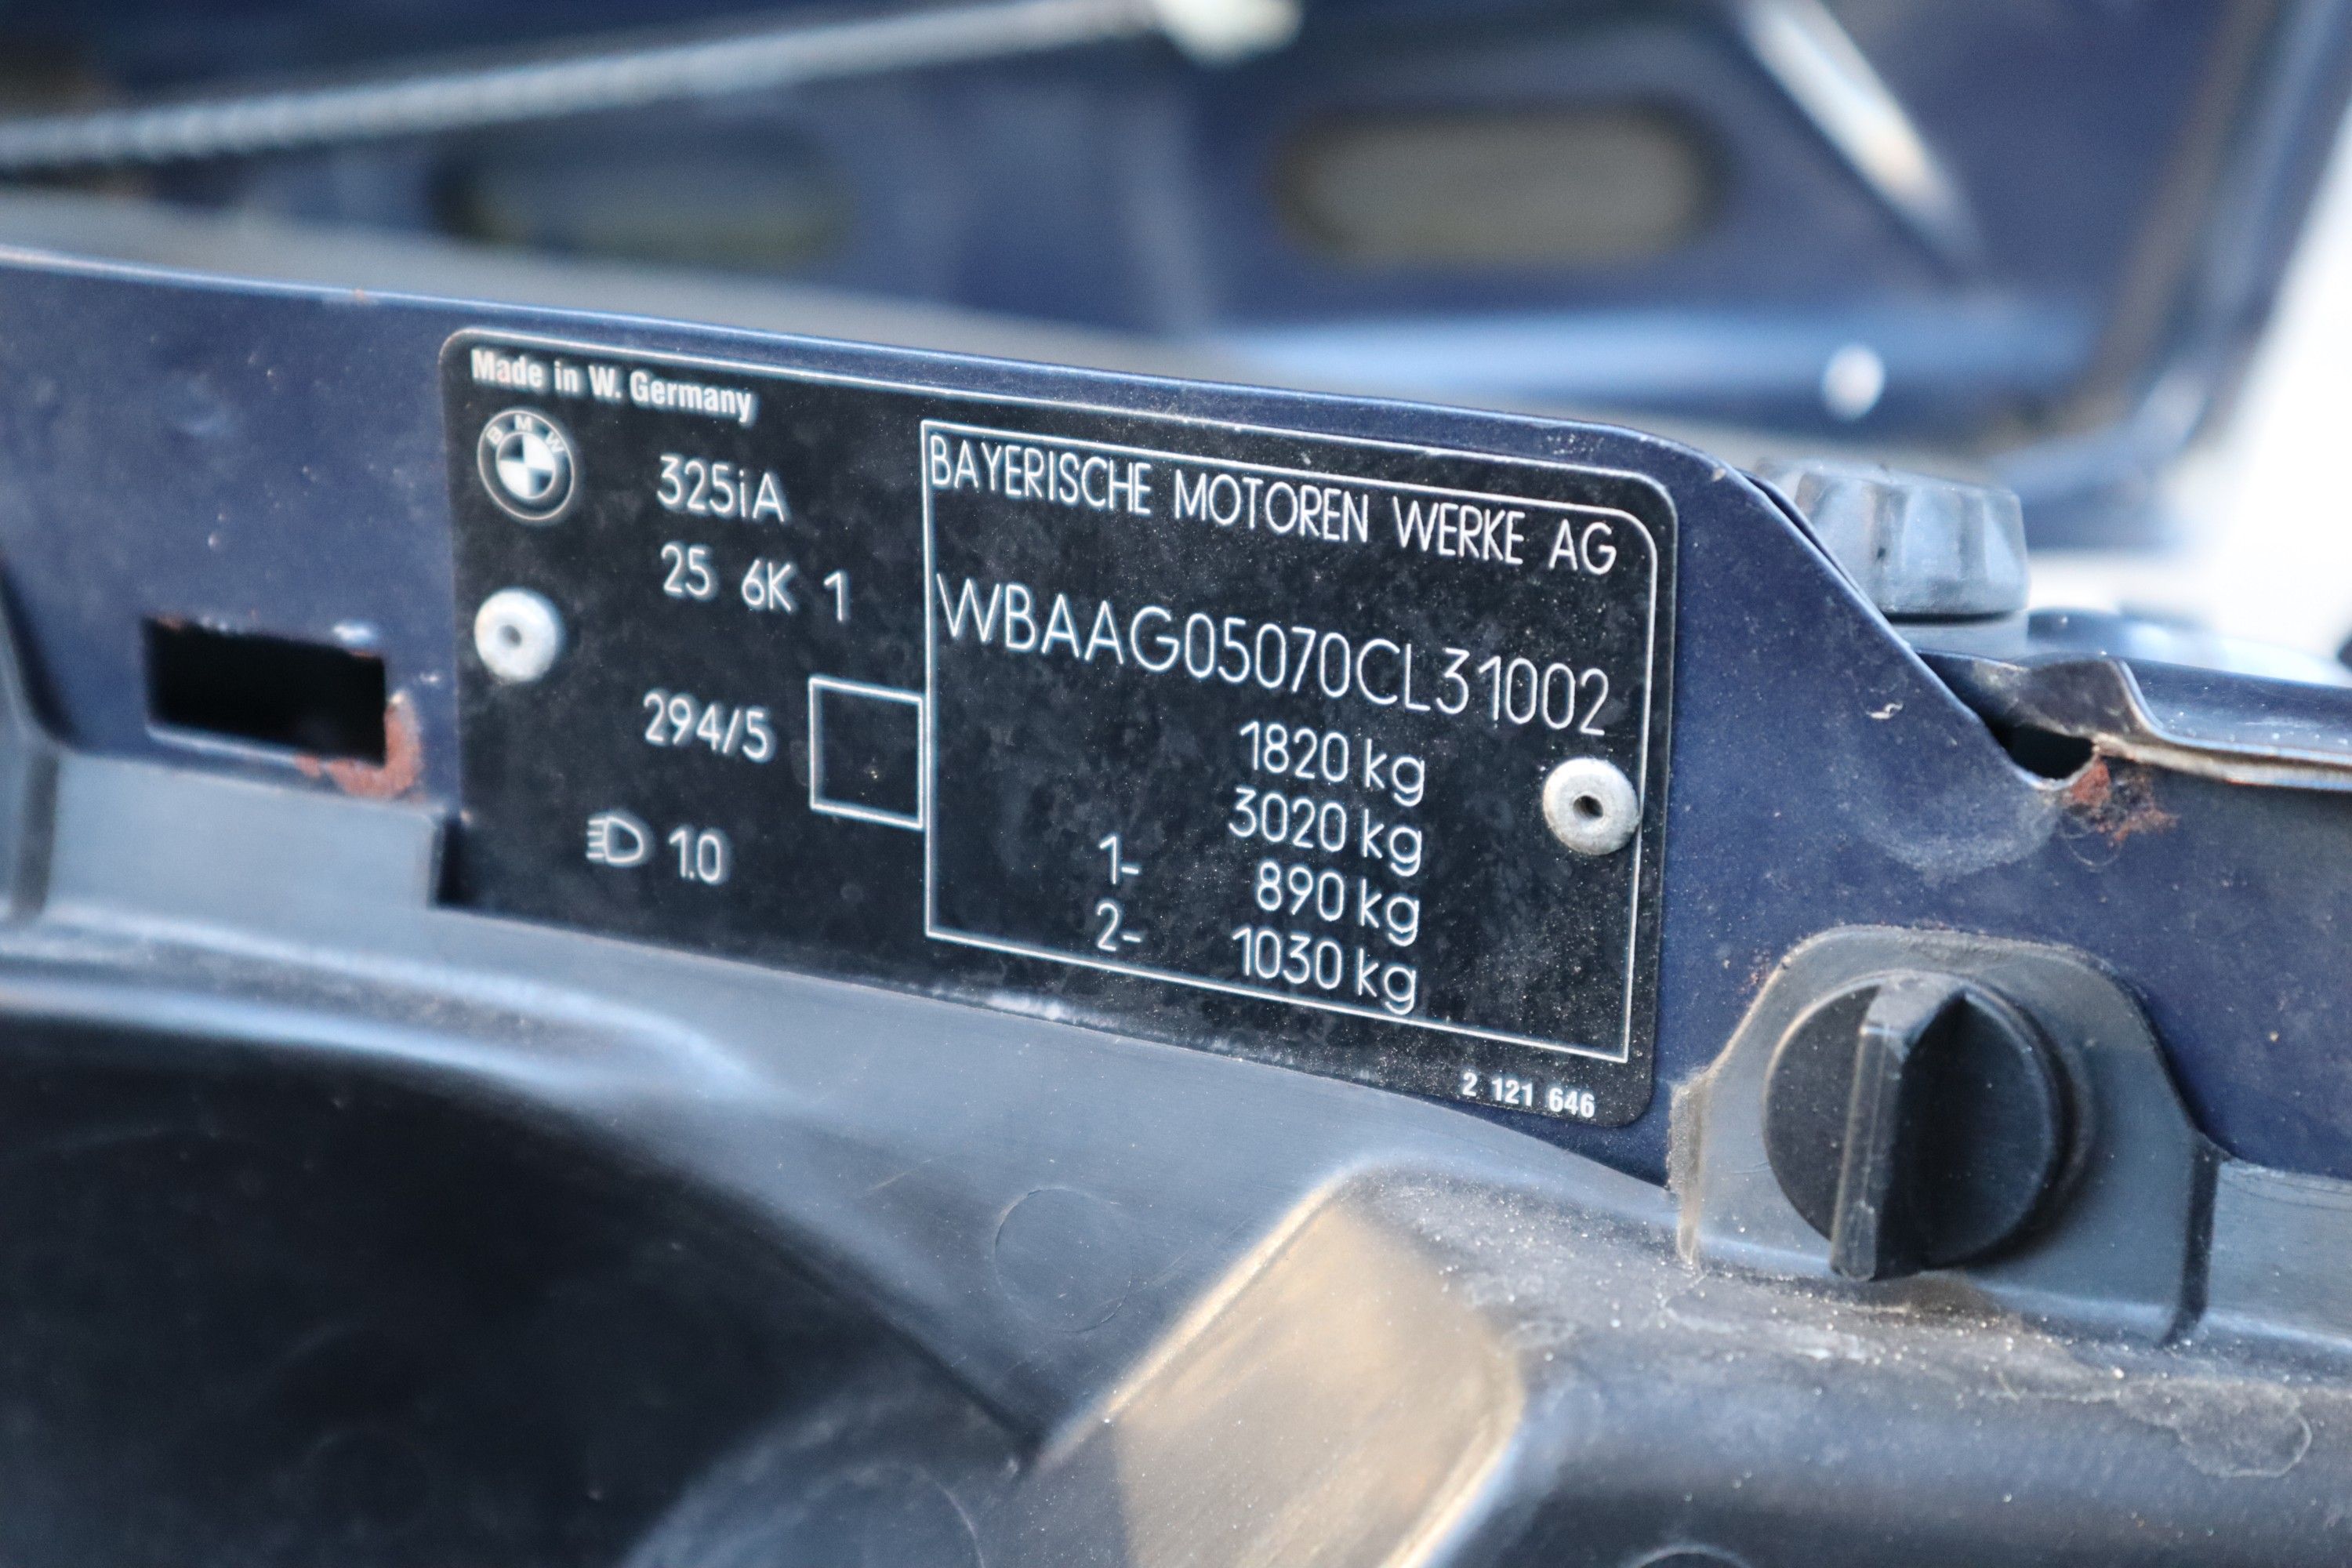 Made in W. Germany
BMW
325iA
25 6K 1
294/5
1.0
BAYERISCHE MOTOREN WERKE AG
WBAAG05070CL31002
1820 kg
3020 kg
1- 890 kg
2- 1030 kg
2 121 646